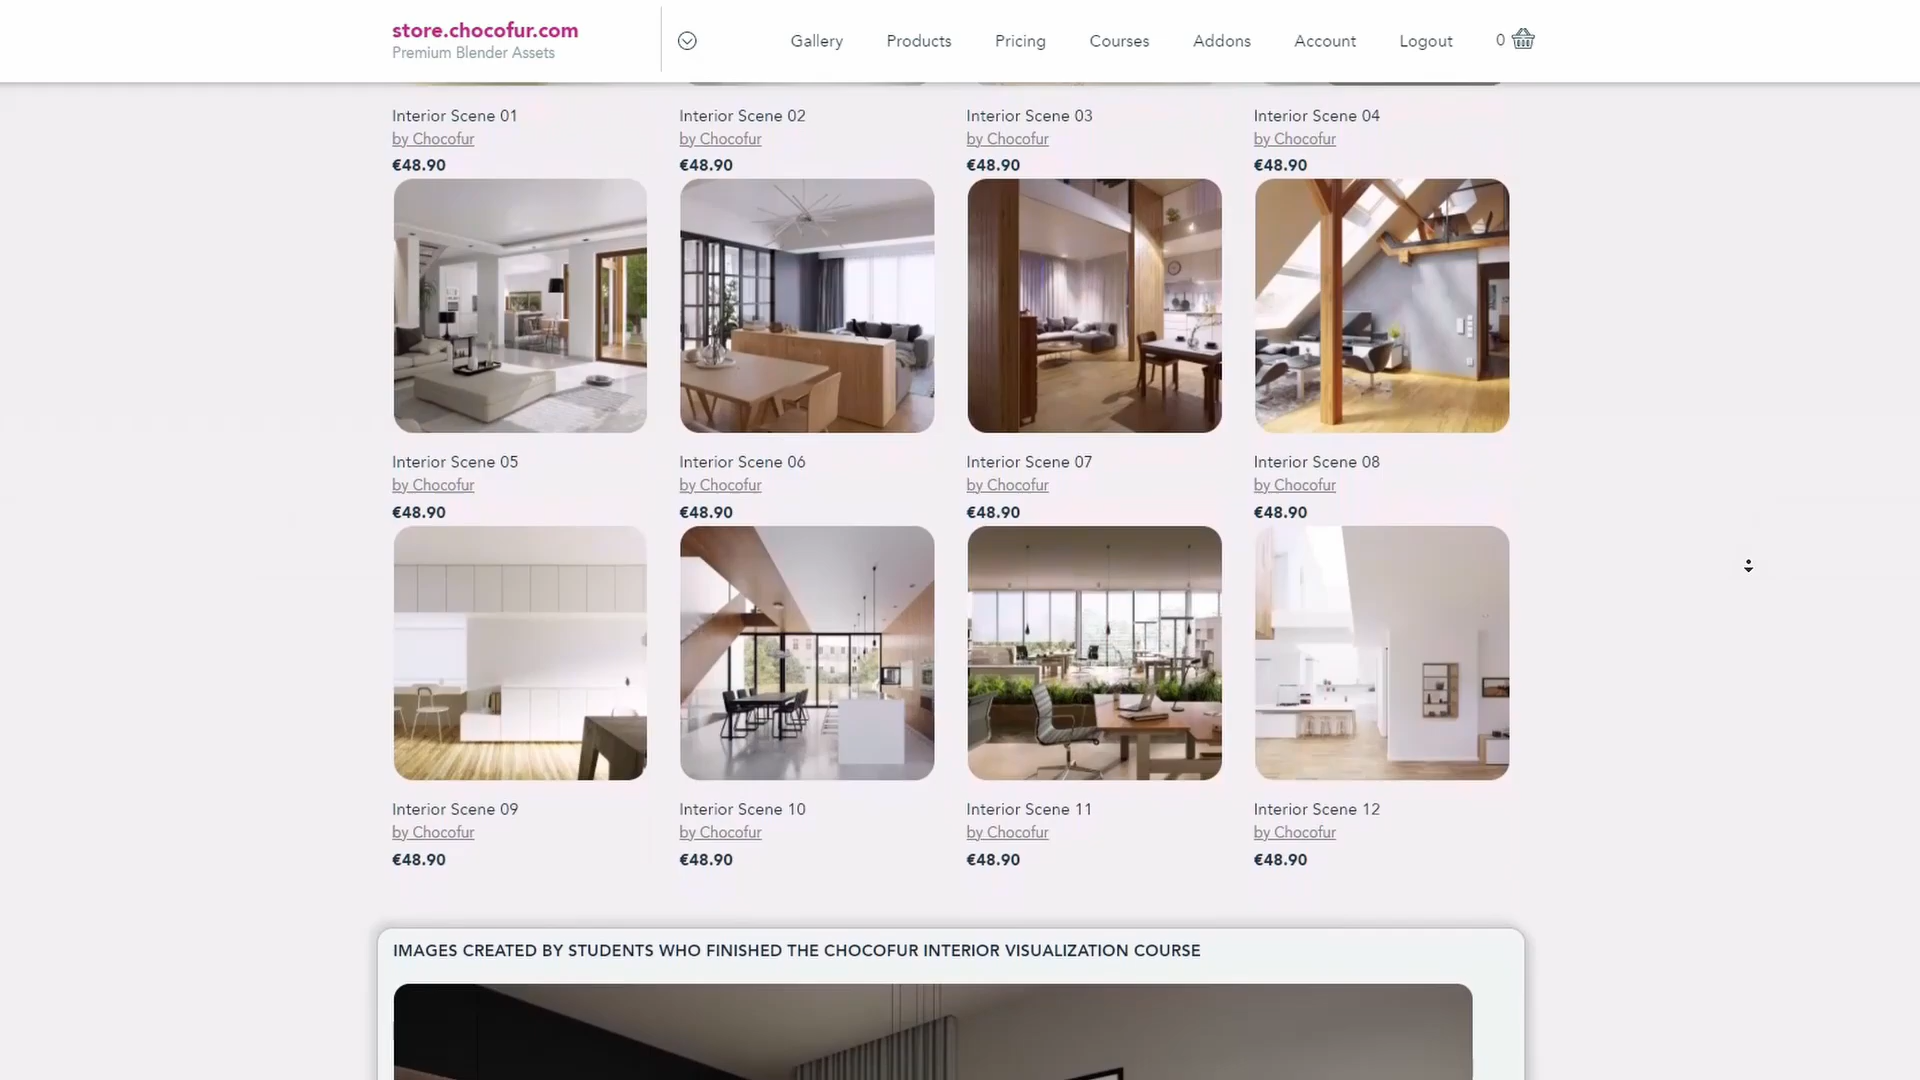 store.chocofur.com
Premium Blender Assets
Gallery Products Pricing Courses Addons Account Logout 0
Interior Scene 01 Interior Scene 02 Interior Scene 03 Interior Scene 04
by Chocofur by Chocofur by Chocofur by Chocofur
€48.90 €48.90 €48.90 €48.90
Interior Scene 05 Interior Scene 06 Interior Scene 07 Interior Scene 08
by Chocofur by Chocofur by Chocofur by Chocofur
€48.90 €48.90 €48.90 €48.90
Interior Scene 09 Interior Scene 10 Interior Scene 11 Interior Scene 12
by Chocofur by Chocofur by Chocofur by Chocofur
€48.90 €48.90 €48.90 €48.90
IMAGES CREATED BY STUDENTS WHO FINISHED THE CHOCOFUR INTERIOR VISUALIZATION COURSE